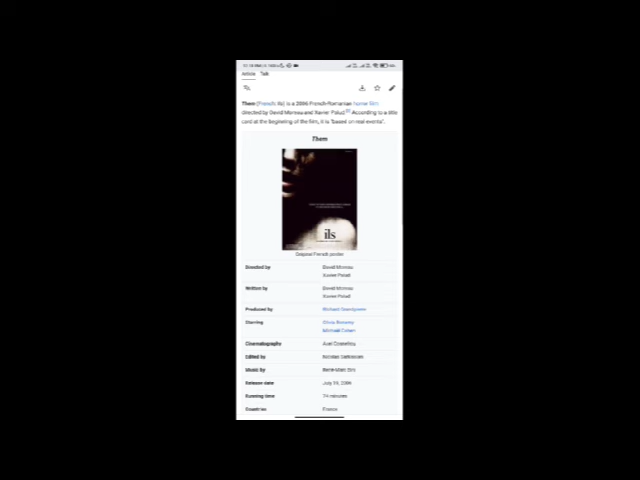 Article Talk
Them (French: Ils) is a 2006 French-Romanian horror film
directed by David Moreau and Xavier Palud. According to a title
card at the beginning of the film, it is "based on real events".
Them
ils
Original French poster
Directed by David Moreau
Xavier Palud
Written by David Moreau
Xavier Palud
Produced by Richard Grandpierre
Starring Olivia Bonamy
Michaël Cohen
Cinematography Axel Cosnefroy
Edited by Nicolas Sarkissian
Music by René-Marc Bini
Release date July 19, 2006
Running time 74 minutes
Countries France